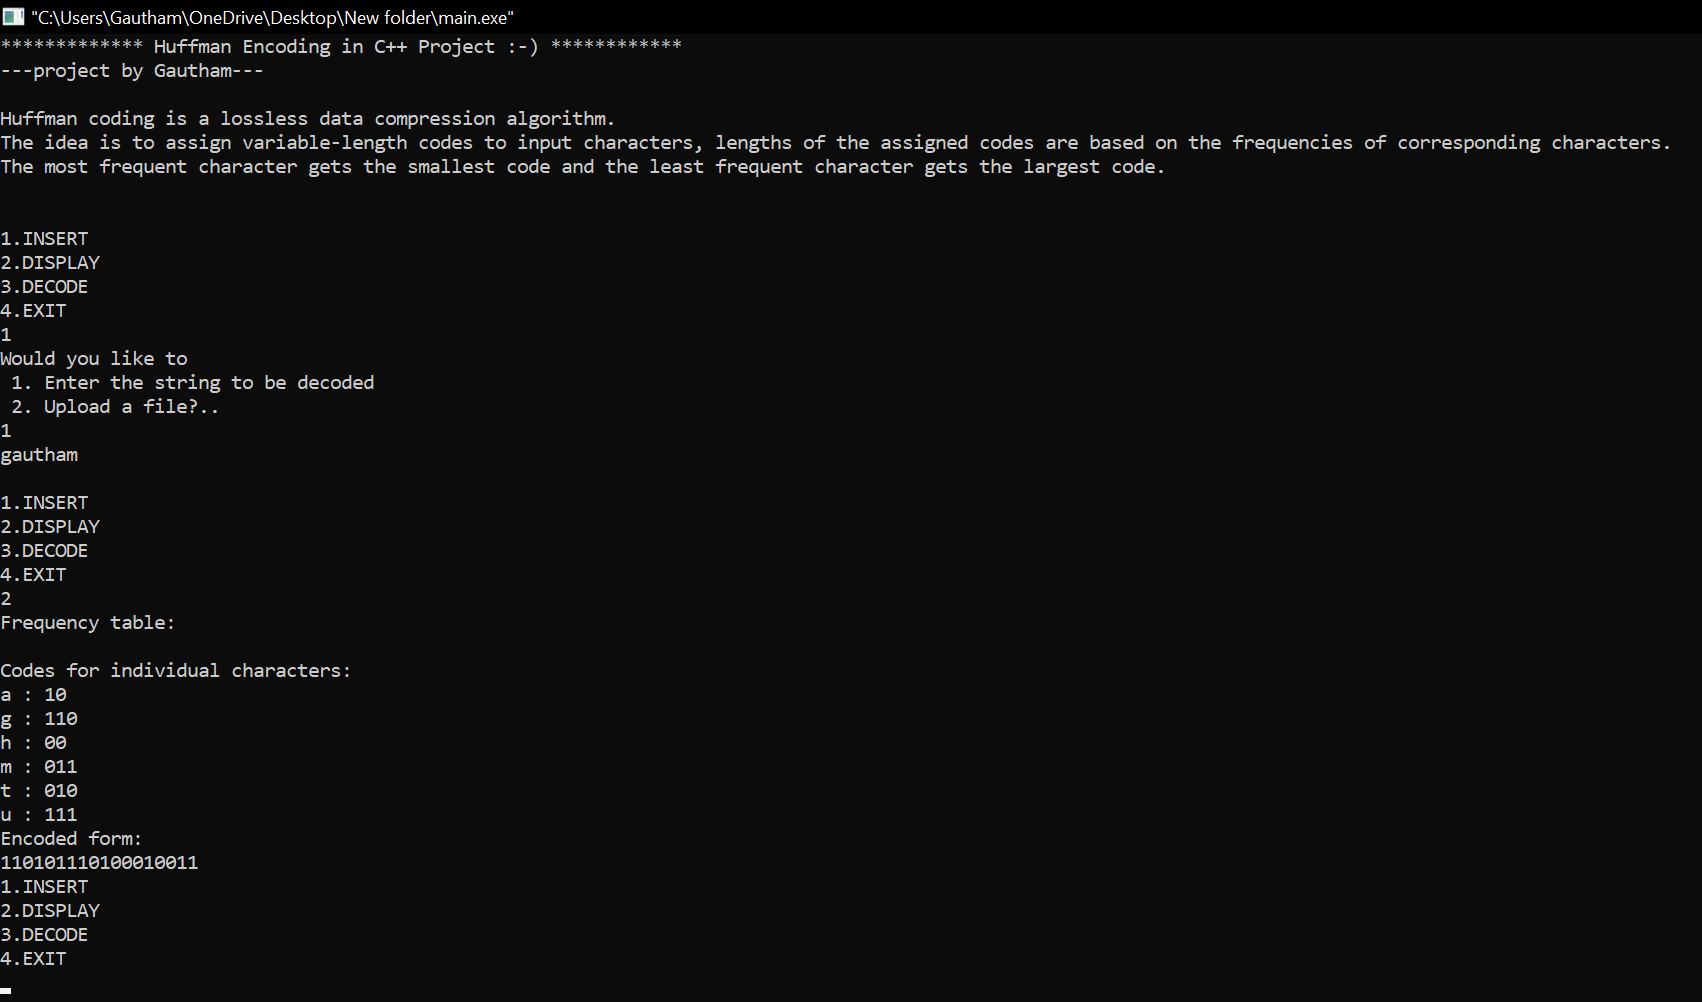 "C:\Users\Gautham\OneDrive\Desktop\New folder\main.exe"
************* Huffman Encoding in C++ Project :-) ************
---project by Gautham---
Huffman coding is a lossless data compression algorithm.
The idea is to assign variable-length codes to input characters, lengths of the assigned codes are based on the frequencies of corresponding characters.
The most frequent character gets the smallest code and the least frequent character gets the largest code.
1.INSERT
2.DISPLAY
3.DECODE
4.EXIT
1
Would you like to
1. Enter the string to be decoded
2. Upload a file?..
1
gautham
1.INSERT
2.DISPLAY
3.DECODE
4.EXIT
2
Frequency table:
Codes for individual characters:
a : 10
g : 110
h : 00
m : 011
t : 010
u : 111
Encoded form:
110101110100010011
1.INSERT
2.DISPLAY
3.DECODE
4.EXIT